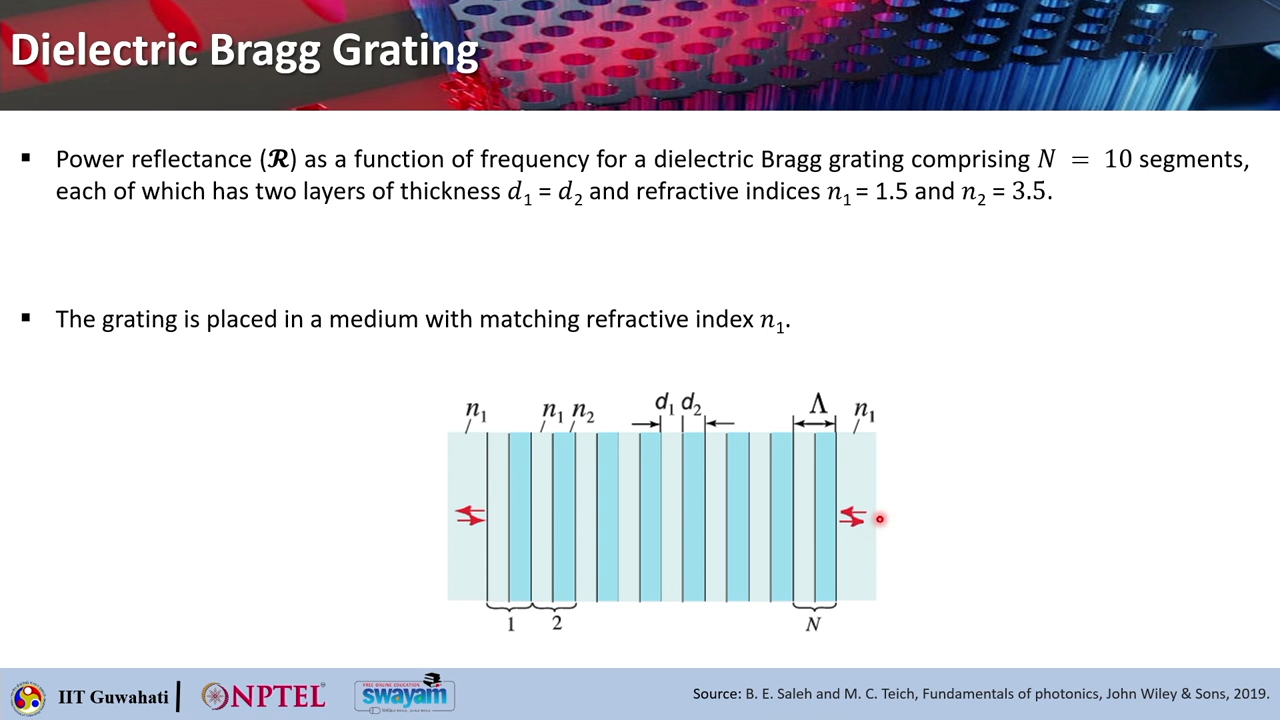 Dielectric Bragg Grating
▪ Power reflectance (𝓡) as a function of frequency for a dielectric Bragg grating comprising N = 10 segments,
each of which has two layers of thickness d₁ = d₂ and refractive indices n₁ = 1.5 and n₂ = 3.5.
▪ The grating is placed in a medium with matching refractive index n₁.
n₁ n₁ n₂ d₁ d₂ Λ n₁
1 2 N
IIT Guwahati
NPTEL
FREE ONLINE EDUCATION
swayam
Source: B. E. Saleh and M. C. Teich, Fundamentals of photonics, John Wiley & Sons, 2019.